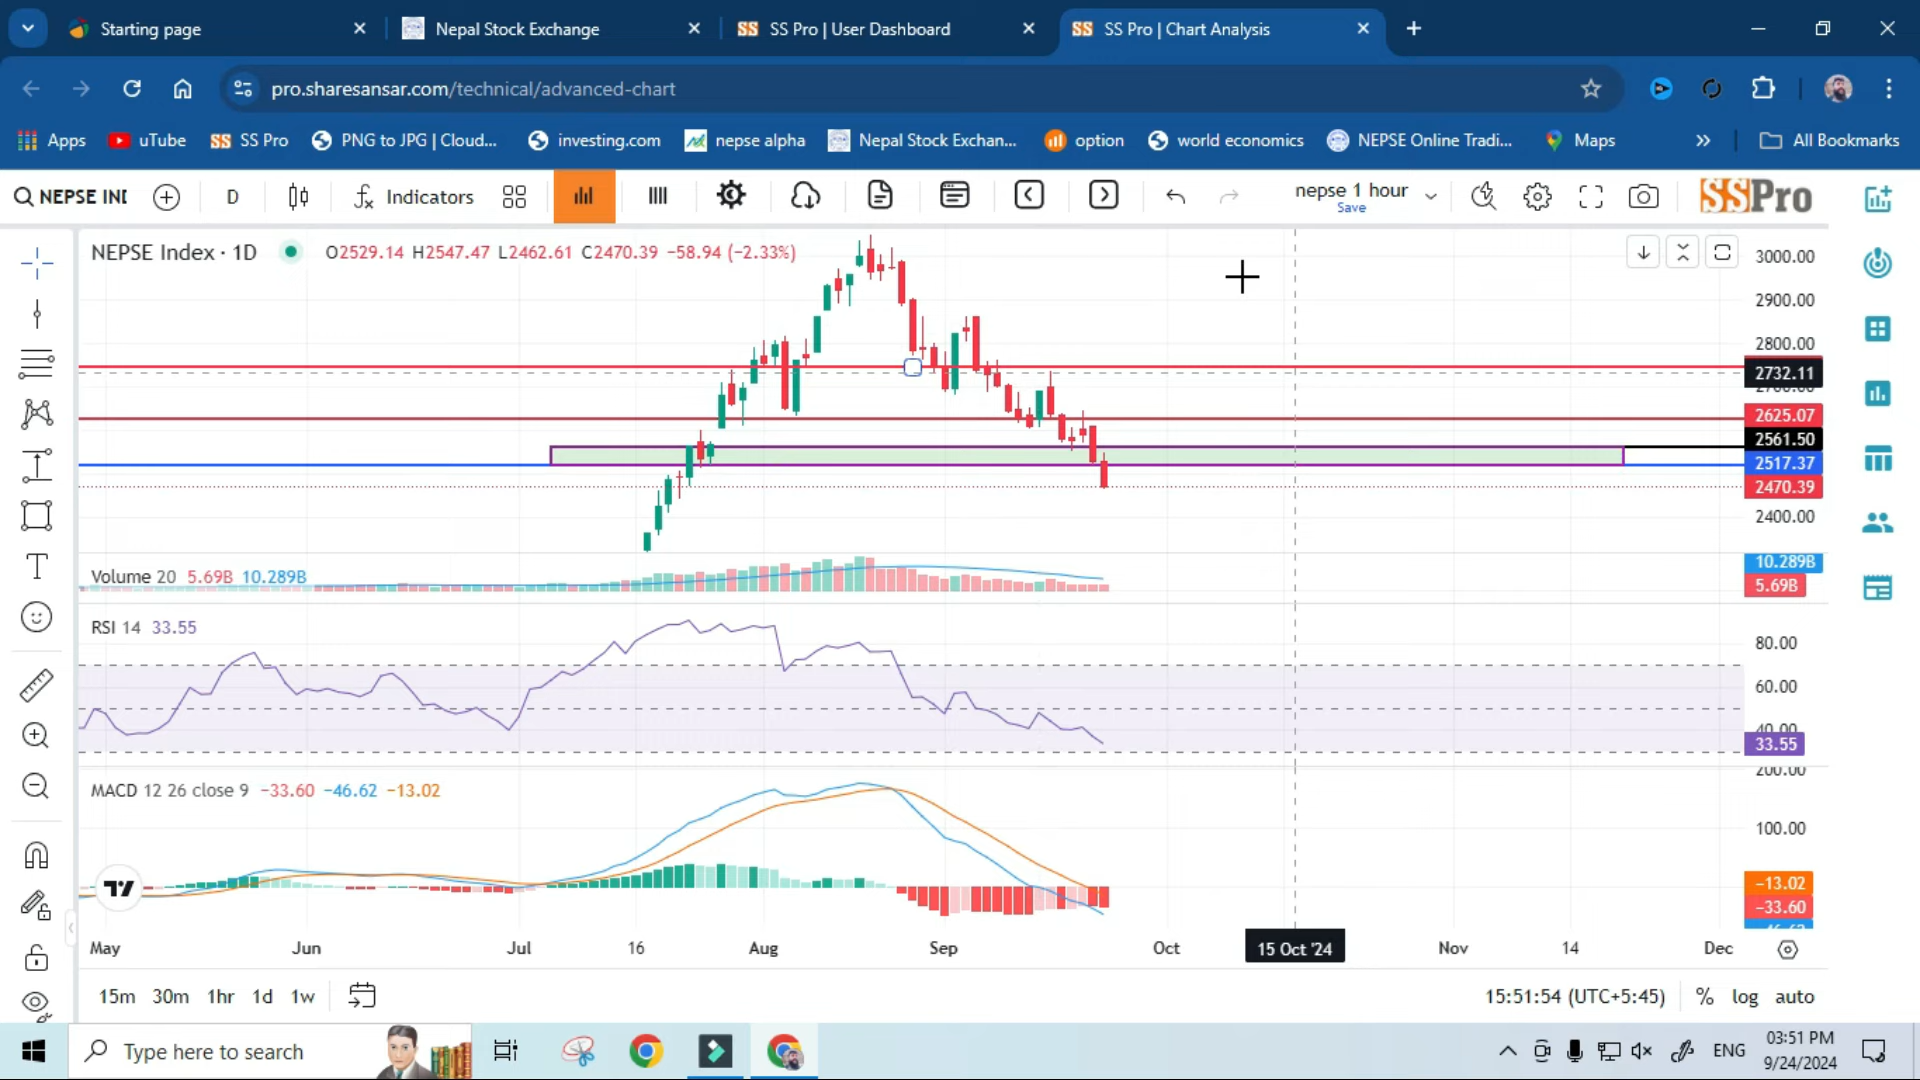 Starting page
Nepal Stock Exchange
SS SS Pro | User Dashboard
SS SS Pro | Chart Analysis
pro.sharesansar.com/technical/advanced-chart
Apps
uTube
SS SS Pro
PNG to JPG | Cloud...
investing.com
nepse alpha
Nepal Stock Exchan...
option
world economics
NEPSE Online Tradi...
Maps
All Bookmarks
NEPSE INI
D
Indicators
nepse 1 hour
Save
SSPro
NEPSE Index · 1D
O2529.14 H2547.47 L2462.61 C2470.39 −58.94 (−2.33%)
3000.00
2900.00
2800.00
2732.11
2625.07
2561.50
2517.37
2470.39
2400.00
Volume 20 5.69B 10.289B
10.289B
5.69B
RSI 14 33.55
80.00
60.00
40.00
33.55
MACD 12 26 close 9 −33.60 −46.62 −13.02
200.00
100.00
−13.02
−33.60
−46.62
May Jun Jul 16 Aug Sep Oct 15 Oct '24 Nov 14 Dec
15m 30m 1hr 1d 1w
15:51:54 (UTC+5:45) % log auto
Type here to search
ENG
03:51 PM
9/24/2024